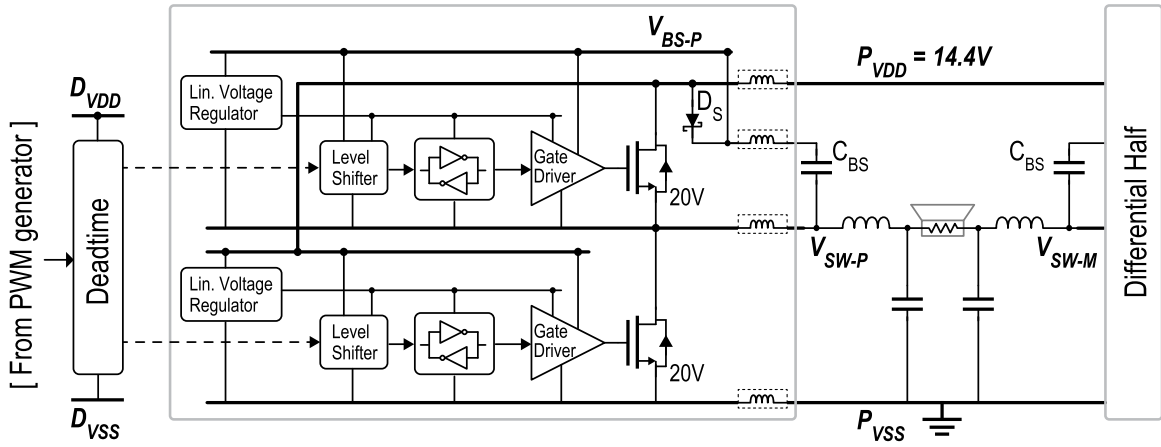 V_BS-P
P_VDD = 14.4V
D_VDD
Lin. Voltage
Regulator
D_S
[ From PWM generator ]
Deadtime
Level
Shifter
Gate
Driver
20V
C_BS
C_BS
V_SW-P
V_SW-M
Differential Half
Lin. Voltage
Regulator
Level
Shifter
Gate
Driver
20V
D_VSS
P_VSS